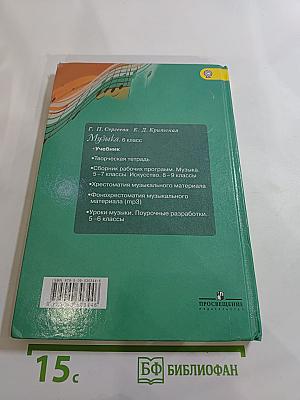 Г. П. Сергеева Е. Д. Критская
Музыка. 6 класс
•Учебник
•Творческая тетрадь
•Сборник рабочих программ. Музыка.
5–7 классы. Искусство. 8–9 классы
•Хрестоматия музыкального материала
•Фонохрестоматия музыкального
материала (mp3)
•Уроки музыки. Поурочные разработки.
5–6 классы
ПРОСВЕЩЕНИЕ
ИЗДАТЕЛЬСТВО
15с
БФ БИБЛИОФАН